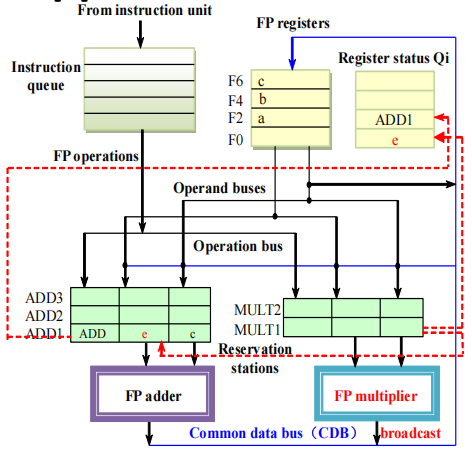 From instruction unit
FP registers
Instruction
queue
Register status Qi
F6 c
F4 b
F2 a
F0
ADD1
e
FP operations
Operand buses
Operation bus
ADD3
ADD2
ADD1 ADD e c
MULT2
MULT1
Reservation
stations
FP adder
FP multiplier
Common data bus（CDB） broadcast